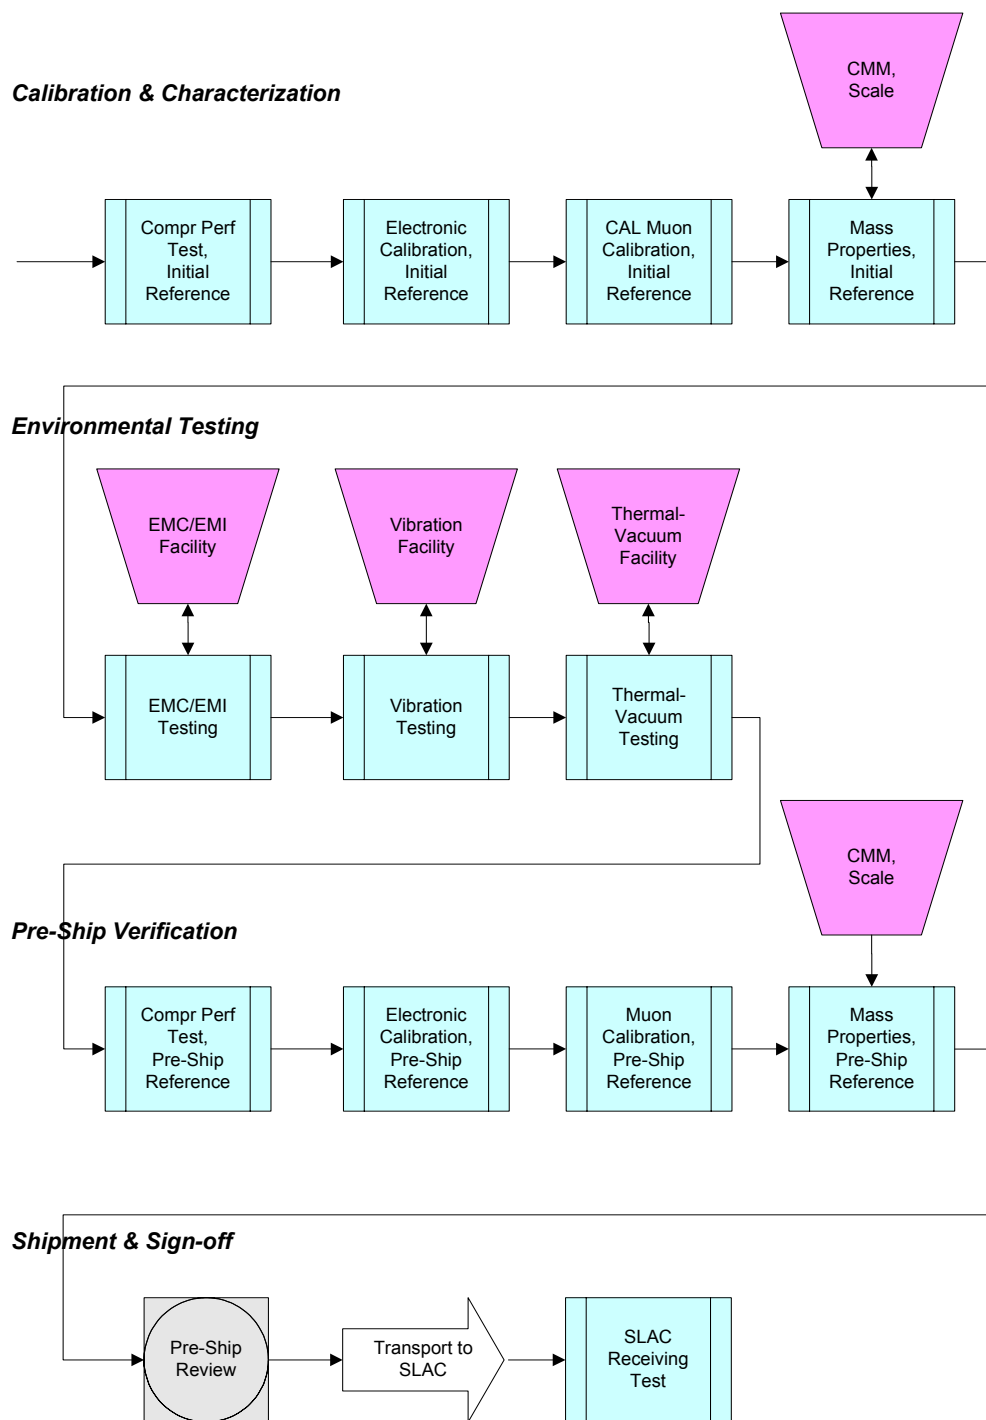 CMM,
Scale
Calibration & Characterization
Compr Perf
Test,
Initial
Reference
Electronic
Calibration,
Initial
Reference
CAL Muon
Calibration,
Initial
Reference
Mass
Properties,
Initial
Reference
Environmental Testing
EMC/EMI
Facility
Vibration
Facility
Thermal-
Vacuum
Facility
EMC/EMI
Testing
Vibration
Testing
Thermal-
Vacuum
Testing
CMM,
Scale
Pre-Ship Verification
Compr Perf
Test,
Pre-Ship
Reference
Electronic
Calibration,
Pre-Ship
Reference
Muon
Calibration,
Pre-Ship
Reference
Mass
Properties,
Pre-Ship
Reference
Shipment & Sign-off
Pre-Ship
Review
Transport to
SLAC
SLAC
Receiving
Test